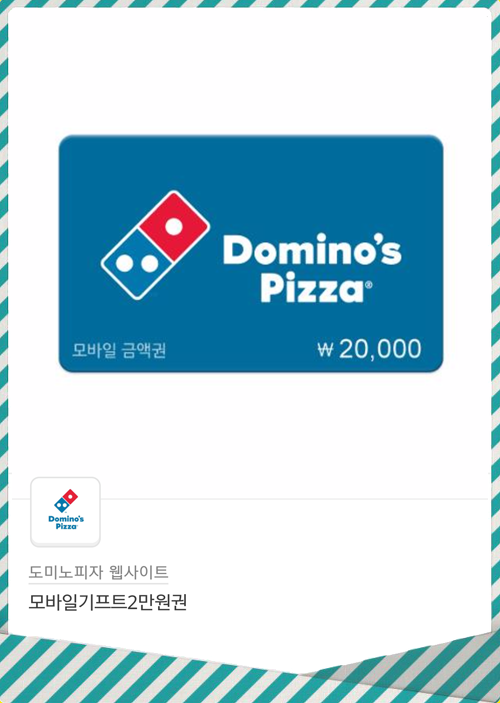 Domino's
Pizza®
모바일 금액권
₩ 20,000
Domino's
Pizza
도미노피자 웹사이트
모바일기프트2만원권